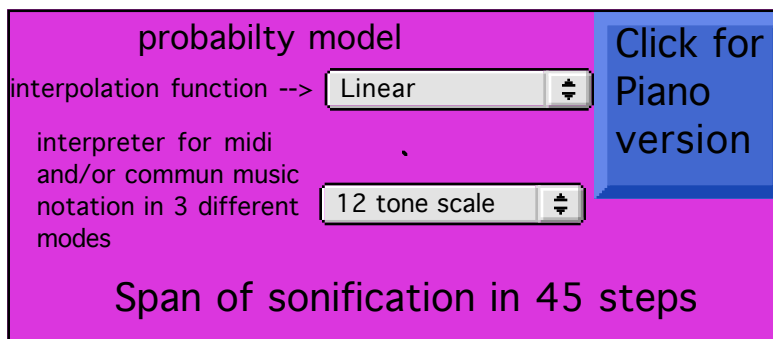 probabilty model
interpolation function --> Linear
interpreter for midi
and/or commun music
notation in 3 different
modes
12 tone scale
Click for
Piano
version
Span of sonification in 45 steps